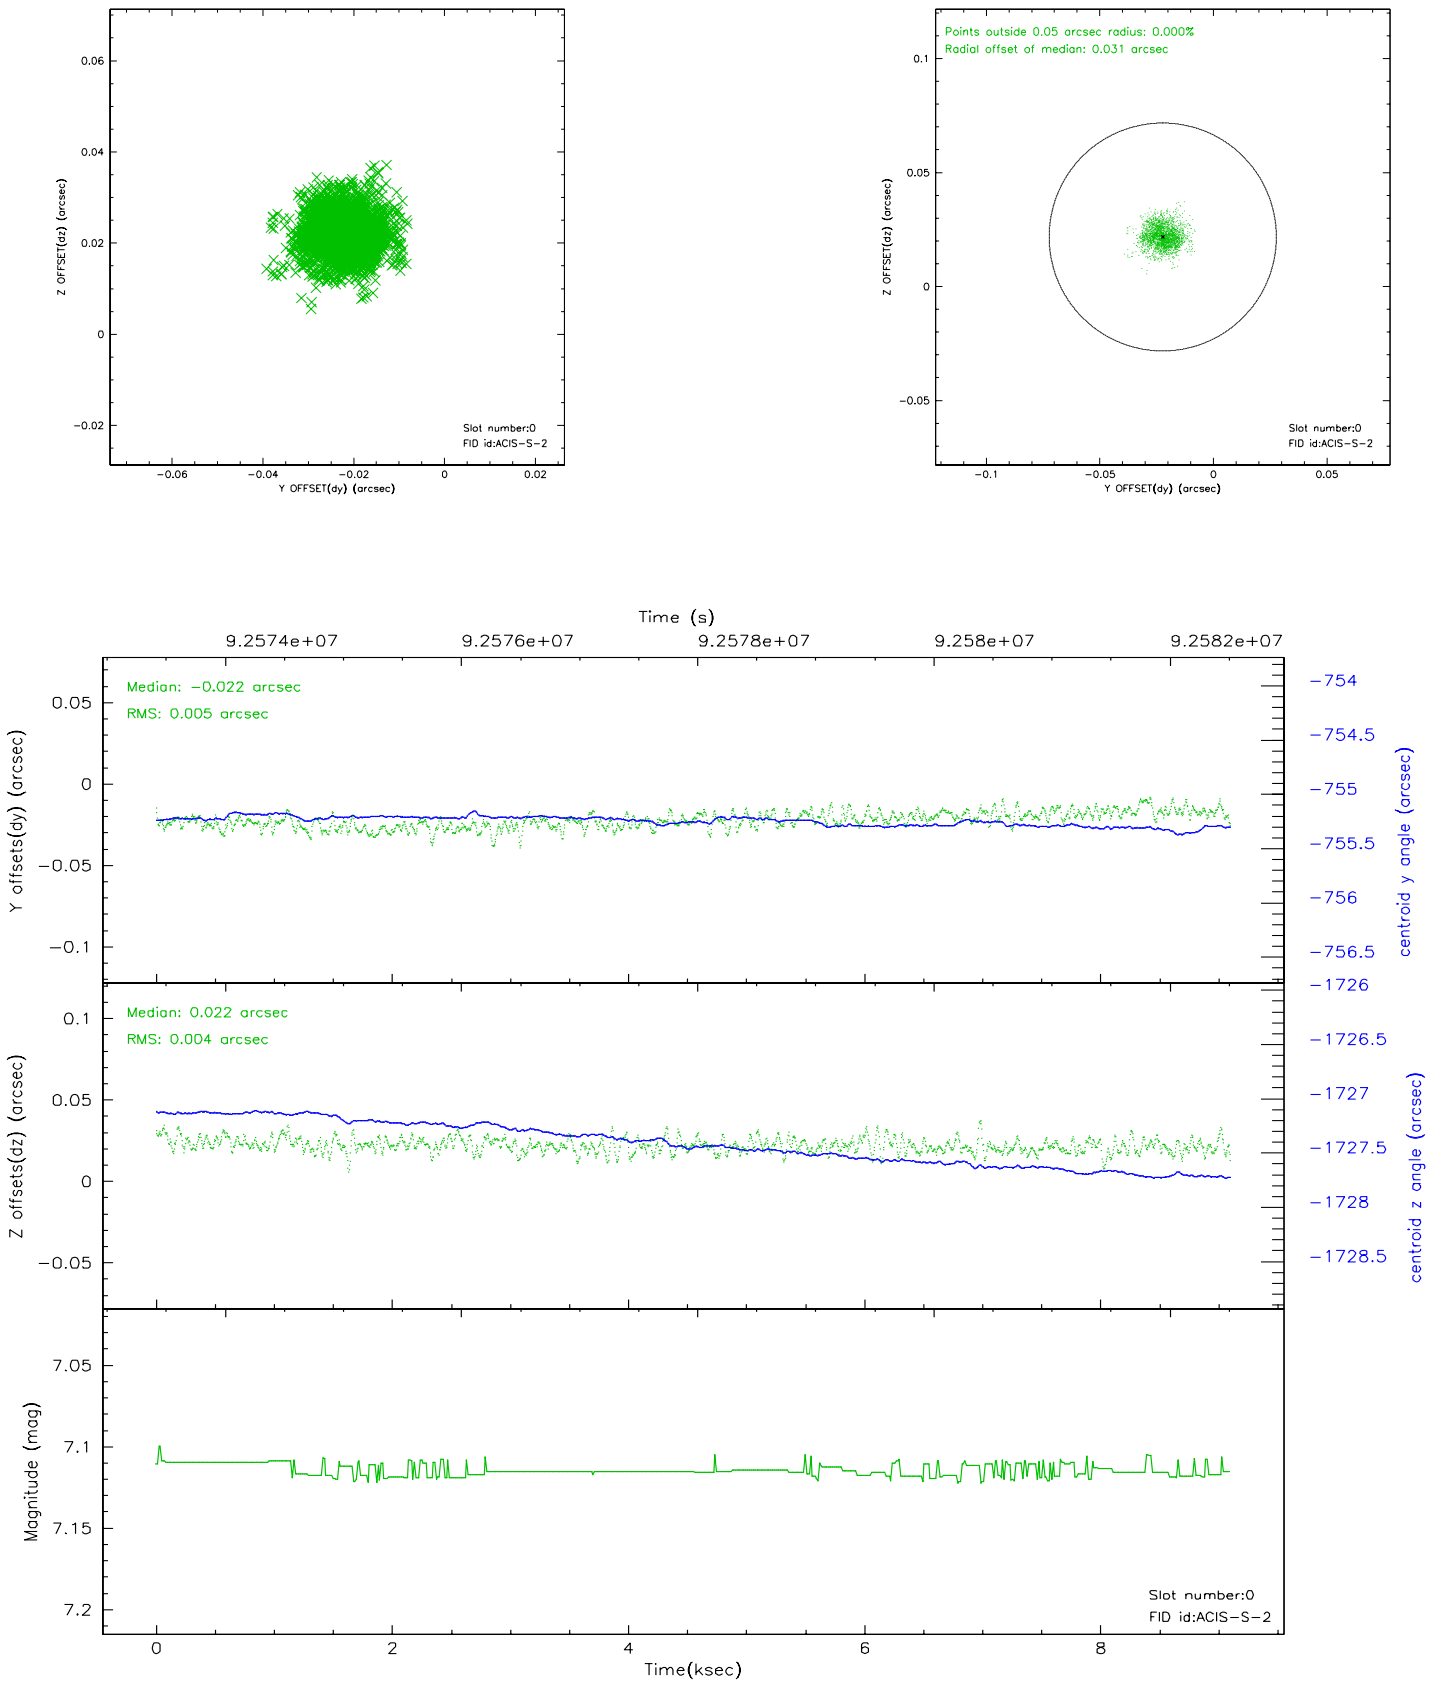 0.06
0.04
0.02
0
−0.02
Z OFFSET(dz) (arcsec)
−0.06
−0.04
−0.02
0
0.02
Y OFFSET(dy) (arcsec)
Slot number:0
FID id:ACIS−S−2
Points outside 0.05 arcsec radius: 0.000%
Radial offset of median: 0.031 arcsec
0.1
0.05
0
−0.05
Z OFFSET(dz) (arcsec)
−0.1
−0.05
0
0.05
Y OFFSET(dy) (arcsec)
Slot number:0
FID id:ACIS−S−2
Time (s)
9.2574e+07
9.2576e+07
9.2578e+07
9.258e+07
9.2582e+07
Median: −0.022 arcsec
RMS: 0.005 arcsec
0.05
0
−0.05
−0.1
Y offsets(dy) (arcsec)
−754
−754.5
−755
−755.5
−756
−756.5
centroid y angle (arcsec)
Median: 0.022 arcsec
RMS: 0.004 arcsec
0.1
0.05
0
−0.05
Z offsets(dz) (arcsec)
−1726
−1726.5
−1727
−1727.5
−1728
−1728.5
centroid z angle (arcsec)
7.05
7.1
7.15
7.2
Magnitude (mag)
Slot number:0
FID id:ACIS−S−2
0
2
4
6
8
Time(ksec)